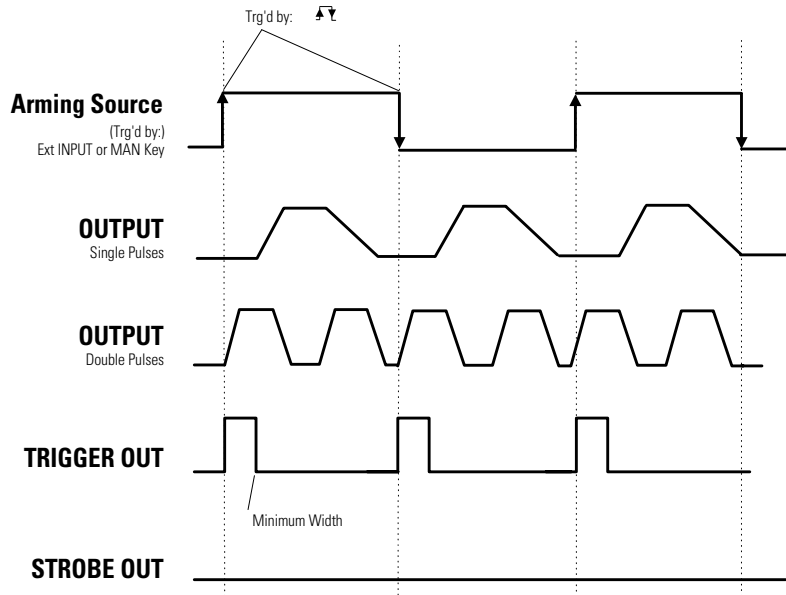 Trg'd by:
Arming Source
(Trg'd by:)
Ext INPUT or MAN Key
OUTPUT
Single Pulses
OUTPUT
Double Pulses
TRIGGER OUT
Minimum Width
STROBE OUT